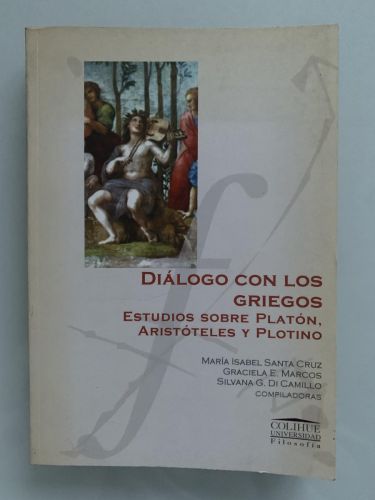 DIÁLOGO CON LOS
GRIEGOS
ESTUDIOS SOBRE PLATÓN,
ARISTÓTELES Y PLOTINO
MARÍA ISABEL SANTA CRUZ
GRACIELA E. MARCOS
SILVANA G. DI CAMILLO
COMPILADORAS
COLIHUE
UNIVERSIDAD
Filosofía